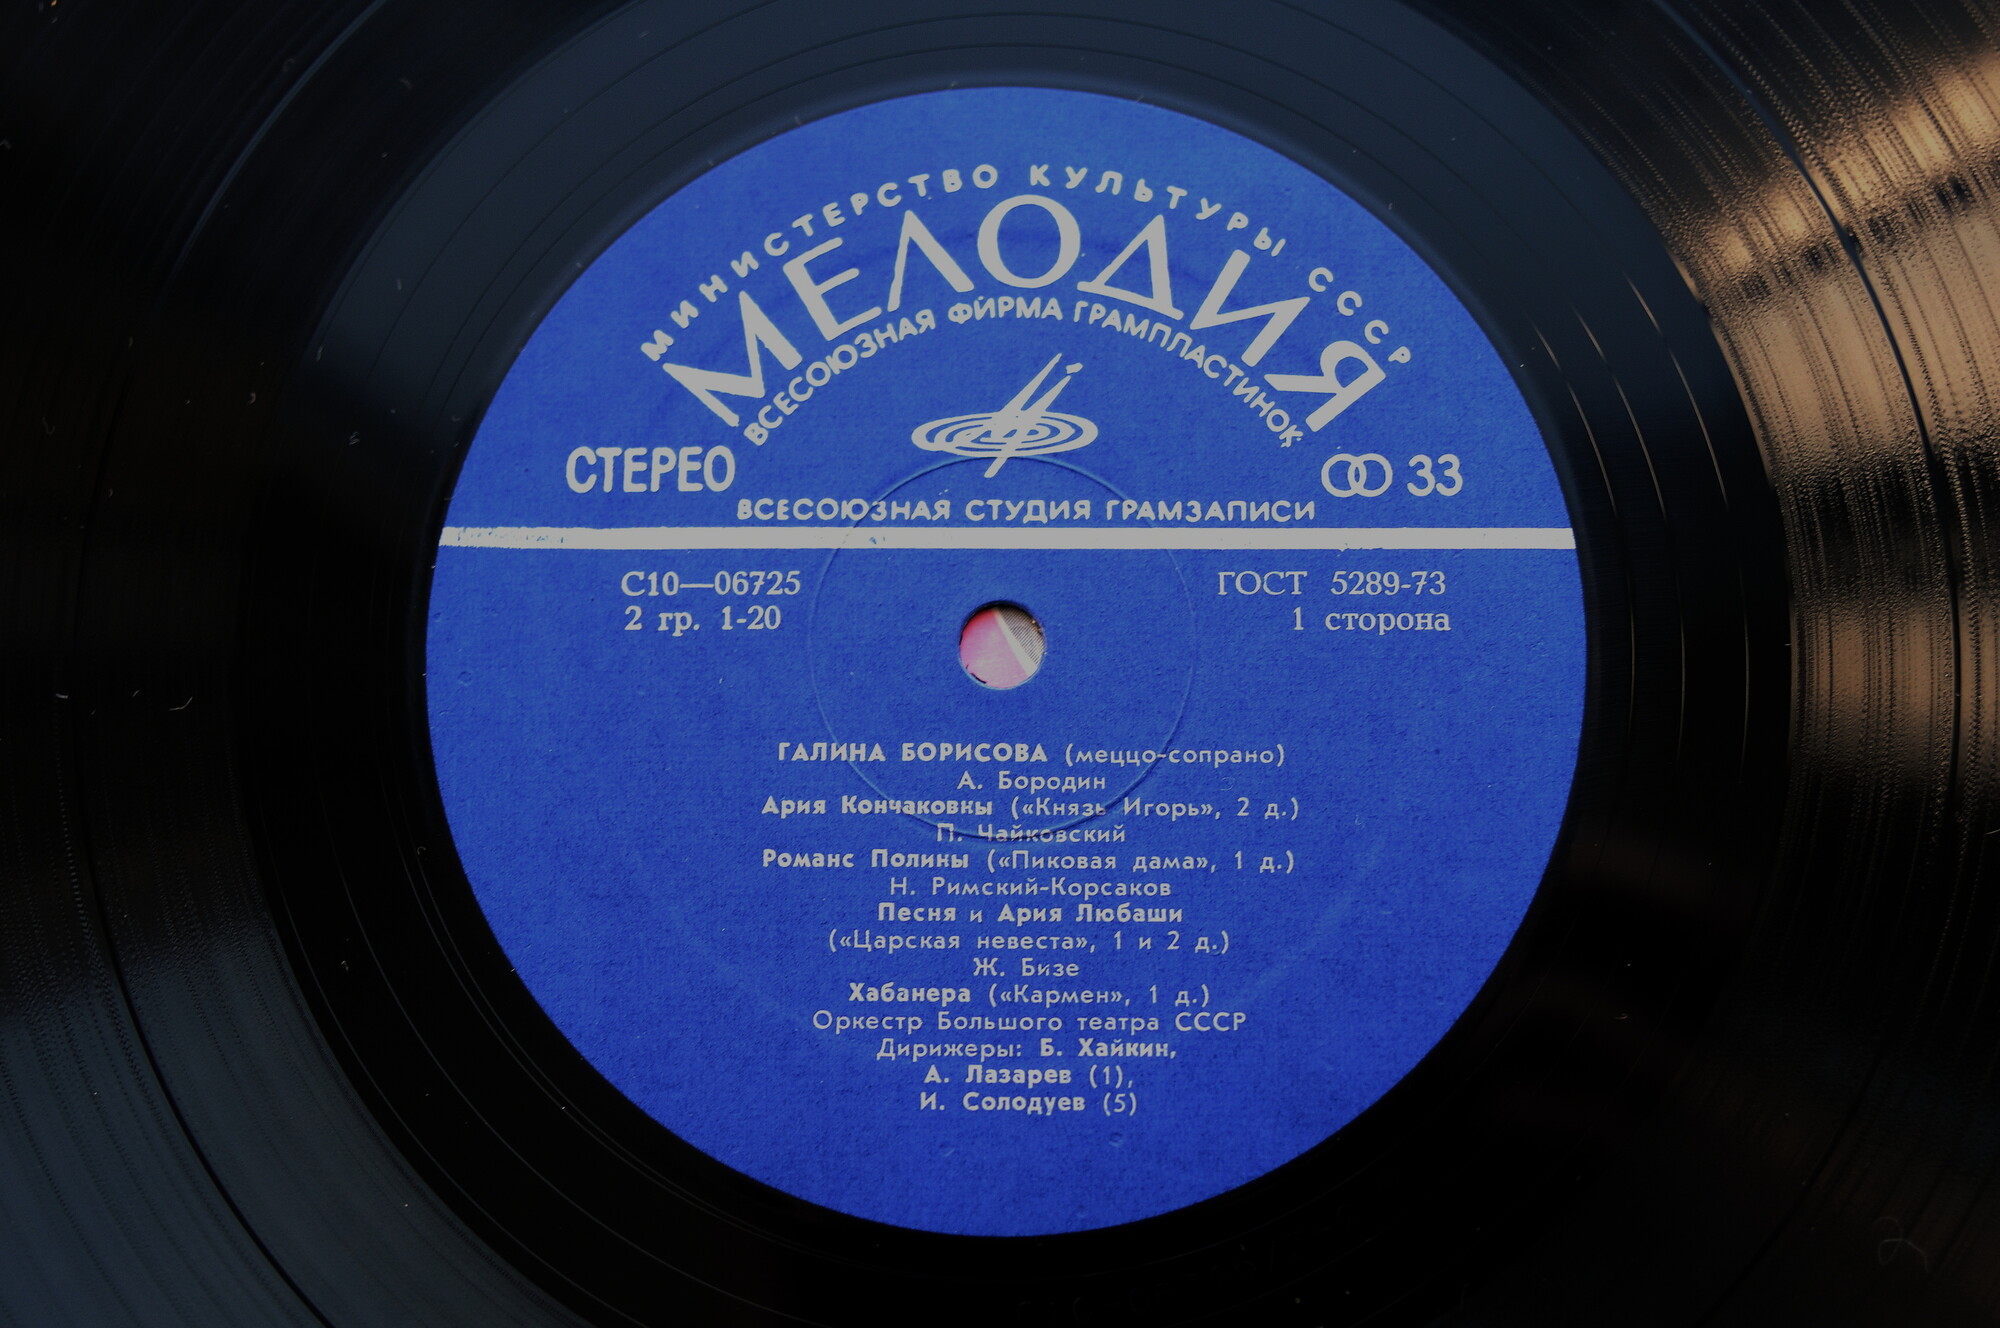 МИНИСТЕРСТВО КУЛЬТУРЫ СССР
МЕЛОДИЯ
ВСЕСОЮЗНАЯ ФИРМА ГРАМПЛАСТИНОК
СТЕРЕО
33
ВСЕСОЮЗНАЯ СТУДИЯ ГРАМЗАПИСИ
С10—06725
ГОСТ 5289-73
2 гр. 1-20
1 сторона
ГАЛИНА БОРИСОВА (меццо-сопрано)
А. Бородин
Ария Кончаковны («Князь Игорь», 2 д.)
П. Чайковский
Романс Полины («Пиковая дама», 1 д.)
Н. Римский-Корсаков
Песня и Ария Любаши
(«Царская невеста», 1 и 2 д.)
Ж. Бизе
Хабанера («Кармен», 1 д.)
Оркестр Большого театра СССР
Дирижеры: Б. Хайкин,
А. Лазарев (1),
И. Солодуев (5)